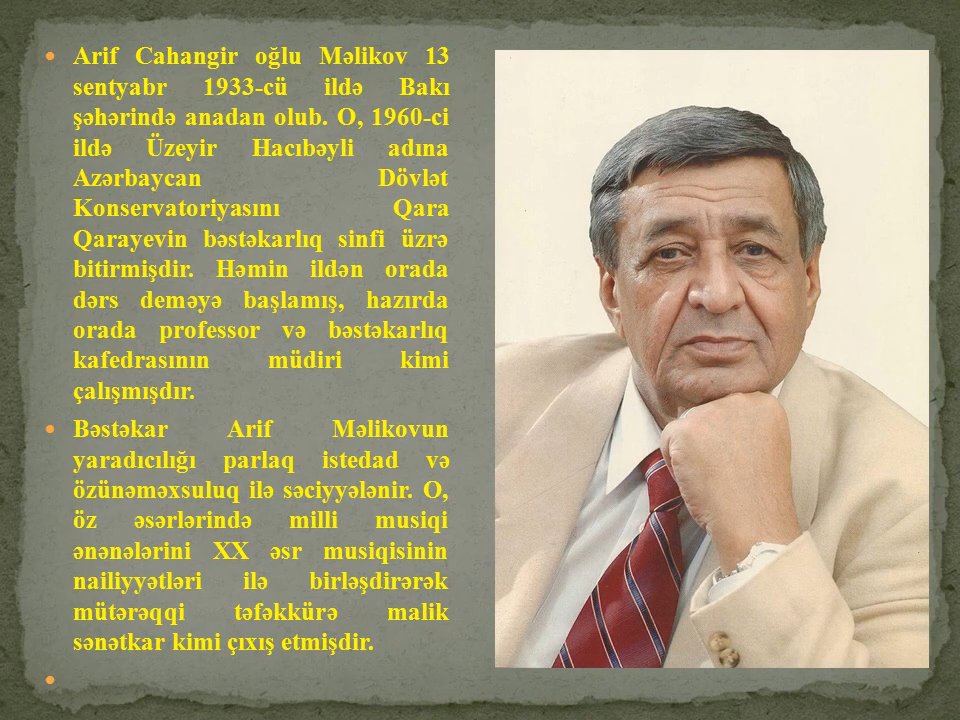 Arif Cahangir oğlu Məlikov 13
sentyabr 1933-cü ildə Bakı
şəhərində anadan olub. O, 1960-ci
ildə Üzeyir Hacıbəyli adına
Azərbaycan Dövlət
Konservatoriyasını Qara
Qarayevin bəstəkarlıq sinfi üzrə
bitirmişdir. Həmin ildən orada
dərs deməyə başlamış, hazırda
orada professor və bəstəkarlıq
kafedrasının müdiri kimi
çalışmışdır.
Bəstəkar Arif Məlikovun
yaradıcılığı parlaq istedad və
özünəməxsuluq ilə səciyyələnir. O,
öz əsərlərində milli musiqi
ənənələrini XX əsr musiqisinin
nailiyyətləri ilə birləşdirərək
mütərəqqi təfəkkürə malik
sənətkar kimi çıxış etmişdir.